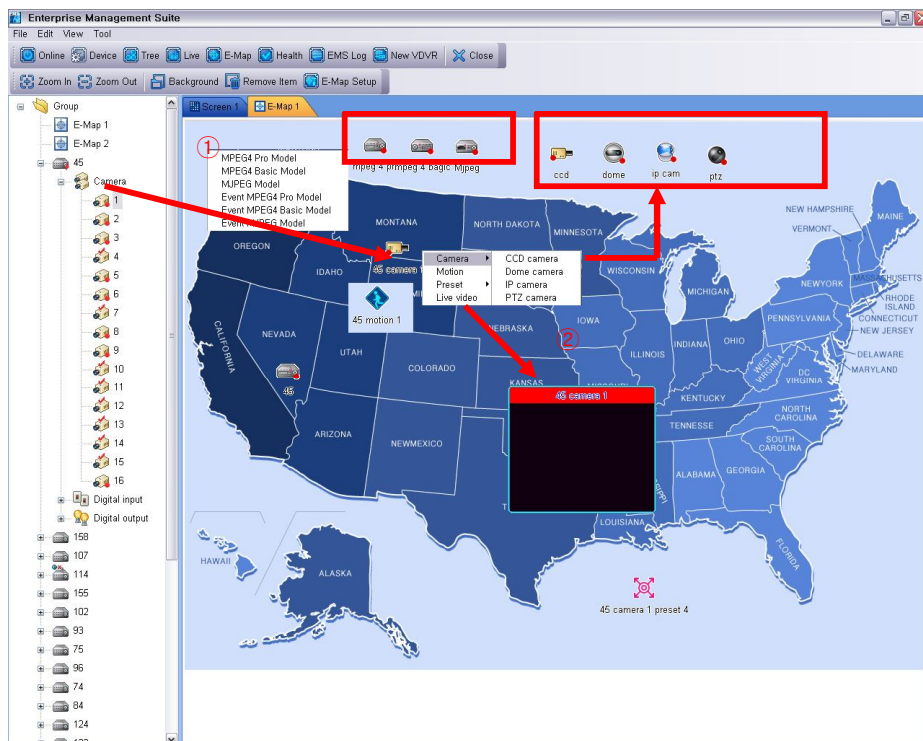 Enterprise Management Suite
File Edit View Tool
Online Device Tree Live E-Map Health EMS Log New VDVR Close
Zoom In Zoom Out Background Remove Item E-Map Setup
Group
E-Map 1
E-Map 2
45
Camera
1
2
3
4
5
6
7
8
9
10
11
12
13
14
15
16
Digital input
Digital output
158
107
114
155
102
93
75
96
74
84
124
Screen 1 E-Map 1
①
MPEG4 Pro Model
MPEG4 Basic Model
MJPEG Model
Event MPEG4 Pro Model
Event MPEG4 Basic Model
Event MJPEG Model
mpeg 4 p mpeg 4 bagic Mjpeg
ccd dome ip cam ptz
45 camera 1
45 motion 1
Camera
Motion
Preset
Live video
CCD camera
Dome camera
IP camera
PTZ camera
②
45
45 camera 1
45 camera 1 preset 4
OREGON
MONTANA
IDAHO
NORTH DAKOTA
MINNESOTA
WISCONSIN
MICHIGAN
NEW HAMPSHIRE
VERMONT
MAINE
MASSACHUSETTS
NEWYORK
RHODE
ISLAND
CONNECTICUT
NEW JERSEY
PENNSYLVANIA
DELAWARE
MARYLAND
NEVADA
CALIFORNIA
UTAH
COLORADO
IOWA
ILLINOIS
INDIANA
OHIO
WEST
VIRGINIA
DC
VIRGINIA
KANSAS
KENTUCKY
NORTH
CAROLINA
TENNESSE
SOUTH
CAROLINA
ARIZONA
NEWMEXICO
ALABAMA
GEORGIA
LOUISIANA
FLORIDA
HAWAII
ALASKA